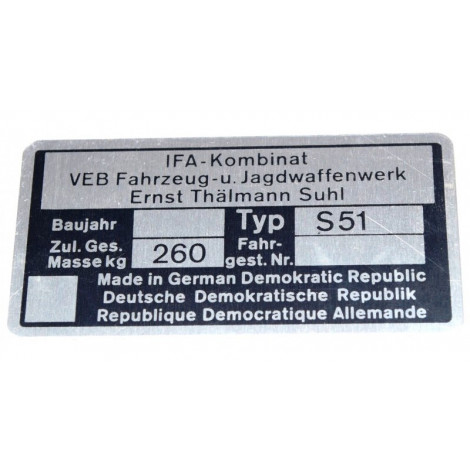 IFA-Kombinat
VEB Fahrzeug-u. Jagdwaffenwerk
Ernst Thälmann Suhl
Baujahr Typ S51
Zul. Ges. Masse kg 260 Fahr-gest. Nr.
Made in German Demokratic Republic
Deutsche Demokratische Republik
Republique Democratique Allemande